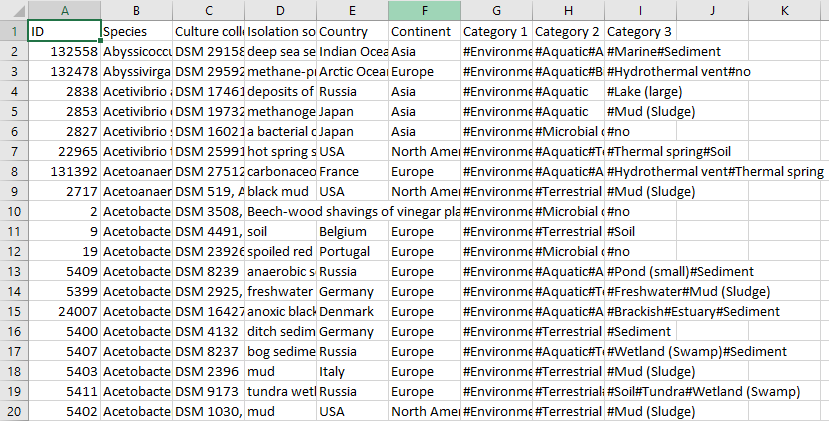 A B C D E F G H I J K
1 ID Species Culture colle Isolation so Country Continent Category 1 Category 2 Category 3
2 132558 Abyssicoccu DSM 29158 deep sea se Indian Ocea Asia #Environme #Aquatic#A #Marine#Sediment
3 132478 Abyssivirga DSM 29592 methane-pr Arctic Ocea Europe #Environme #Aquatic#B #Hydrothermal vent#no
4 2838 Acetivibrio DSM 17461 deposits of Russia Asia #Environme #Aquatic #Lake (large)
5 2853 Acetivibrio DSM 19732 methanoge Japan Asia #Environme #Aquatic #Mud (Sludge)
6 2827 Acetivibrio DSM 16021 a bacterial c Japan Asia #Environme #Microbial #no
7 22965 Acetivibrio DSM 25991 hot spring s USA North Amer #Environme #Aquatic#Te #Thermal spring#Soil
8 131392 Acetoanaer DSM 27512 carbonaceo France Europe #Environme #Aquatic#A #Hydrothermal vent#Thermal spring
9 2717 Acetoanaer DSM 519, A black mud USA North Amer #Environme #Terrestrial #Mud (Sludge)
10 2 Acetobacte DSM 3508, Beech-wood shavings of vinegar pla #Environme #Microbial #no
11 9 Acetobacte DSM 4491, soil Belgium Europe #Environme #Terrestrial #Soil
12 19 Acetobacte DSM 23926 spoiled red Portugal Europe #Environme #Microbial #no
13 5409 Acetobacte DSM 8239 anaerobic s Russia Europe #Environme #Aquatic#A #Pond (small)#Sediment
14 5399 Acetobacte DSM 2925, freshwater Germany Europe #Environme #Aquatic#Te #Freshwater#Mud (Sludge)
15 24007 Acetobacte DSM 16427 anoxic black Denmark Europe #Environme #Aquatic#A #Brackish#Estuary#Sediment
16 5400 Acetobacte DSM 4132 ditch sedim Germany Europe #Environme #Terrestrial #Sediment
17 5407 Acetobacte DSM 8237 bog sedime Russia Europe #Environme #Aquatic#Te #Wetland (Swamp)#Sediment
18 5403 Acetobacte DSM 2396 mud Italy Europe #Environme #Terrestrial #Mud (Sludge)
19 5411 Acetobacte DSM 9173 tundra wetl Russia Europe #Environme #Terrestrial #Soil#Tundra#Wetland (Swamp)
20 5402 Acetobacte DSM 1030, mud USA North Amer #Environme #Terrestrial #Mud (Sludge)